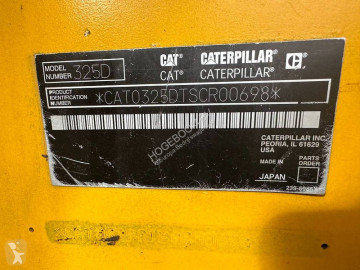 MODEL NUMBER 325D
CAT® CATERPILLAR®
CAT CATERPILLAR
PRODUCT IDENTIFICATION NUMBER *CAT0325DTSCR00698*
CATERPILLAR INC.
PEORIA, IL 61629
USA
MADE IN JAPAN
PARTS ORDER
HOGEBOE